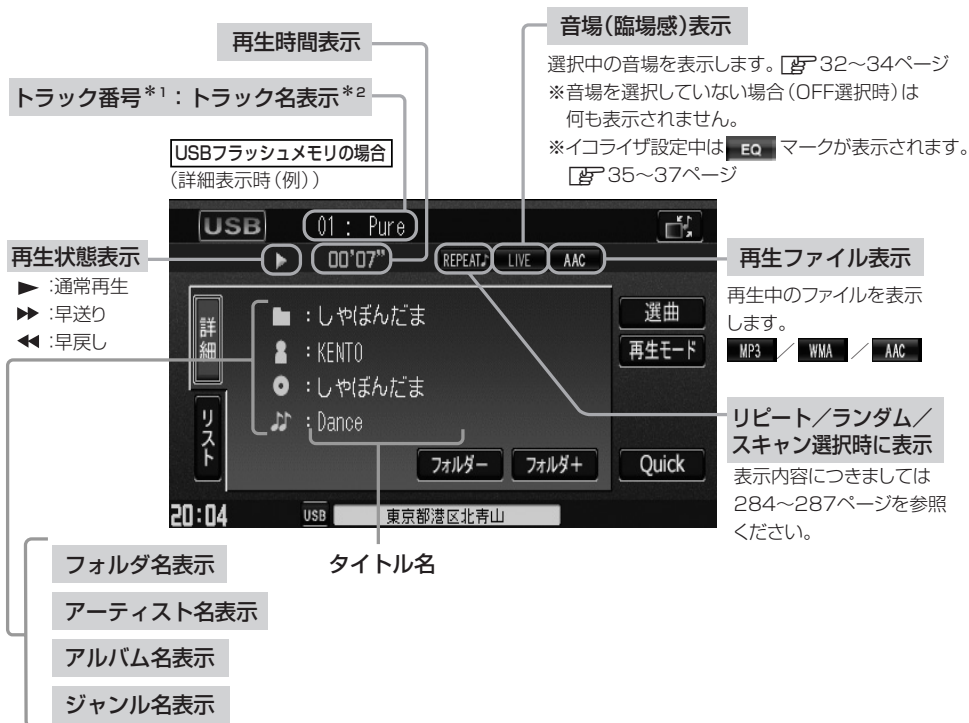 音場（臨場感）表示
再生時間表示
選択中の音場を表示します。 32～34ページ
※音場を選択していない場合（OFF選択時）は
何も表示されません。
※イコライザ設定中は EQ マークが表示されます。
35～37ページ
トラック番号＊1：トラック名表示＊2
USBフラッシュメモリの場合
（詳細表示時（例））
USB 01 : Pure
00'07" REPEAT♪ LIVE AAC
再生状態表示
▶ :通常再生
▶▶ :早送り
◀◀ :早戻し
詳細
リスト
:しゃぼんだま
:KENTO
:しゃぼんだま
:Dance
選曲
再生モード
フォルダー フォルダ＋ Quick
20:04 USB 東京都港区北青山
再生ファイル表示
再生中のファイルを表示
します。
MP3 ／ WMA ／ AAC
リピート／ランダム／
スキャン選択時に表示
表示内容につきましては
284～287ページを参照
ください。
タイトル名
フォルダ名表示
アーティスト名表示
アルバム名表示
ジャンル名表示